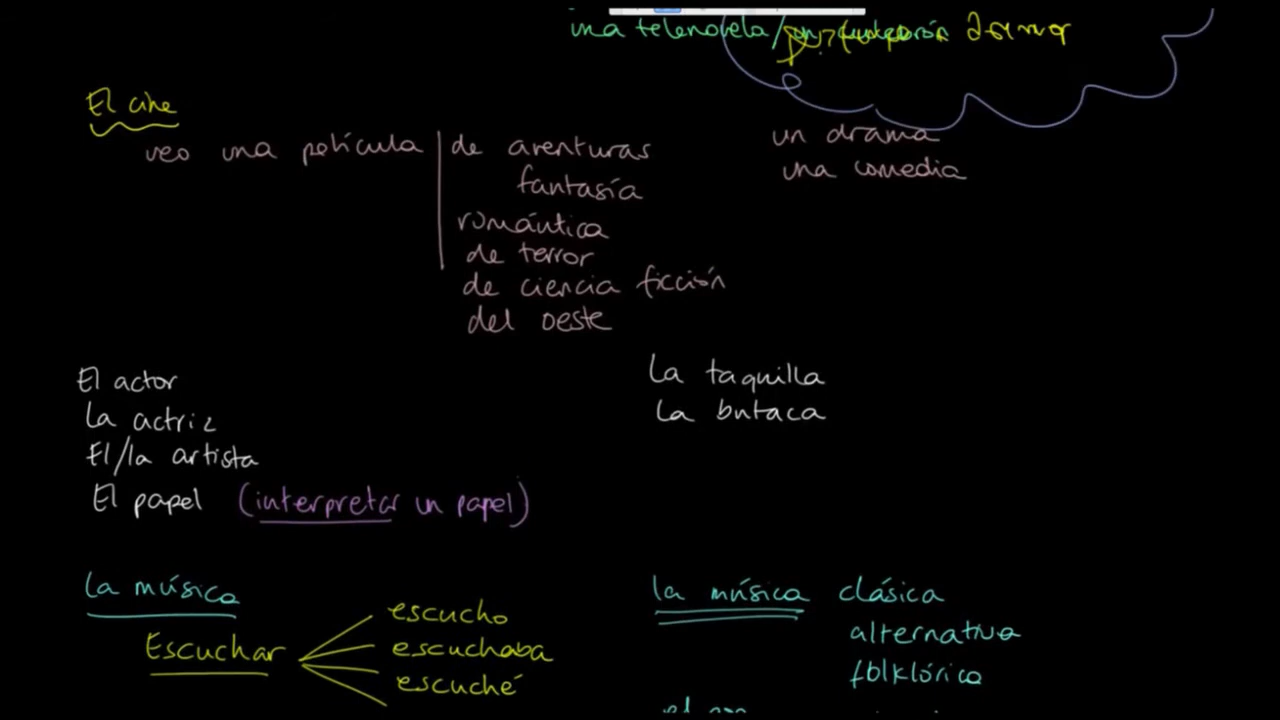 una telenovela/
El cine
veo una película de aventuras
fantasía
romántica
de terror
de ciencia ficción
del oeste
un drama
una comedia
El actor
La actriz
El/la artista
El papel (interpretar un papel)
La taquilla
La butaca
La música
Escuchar
escucho
escuchaba
escuché
la música clásica
alternativa
folklórica